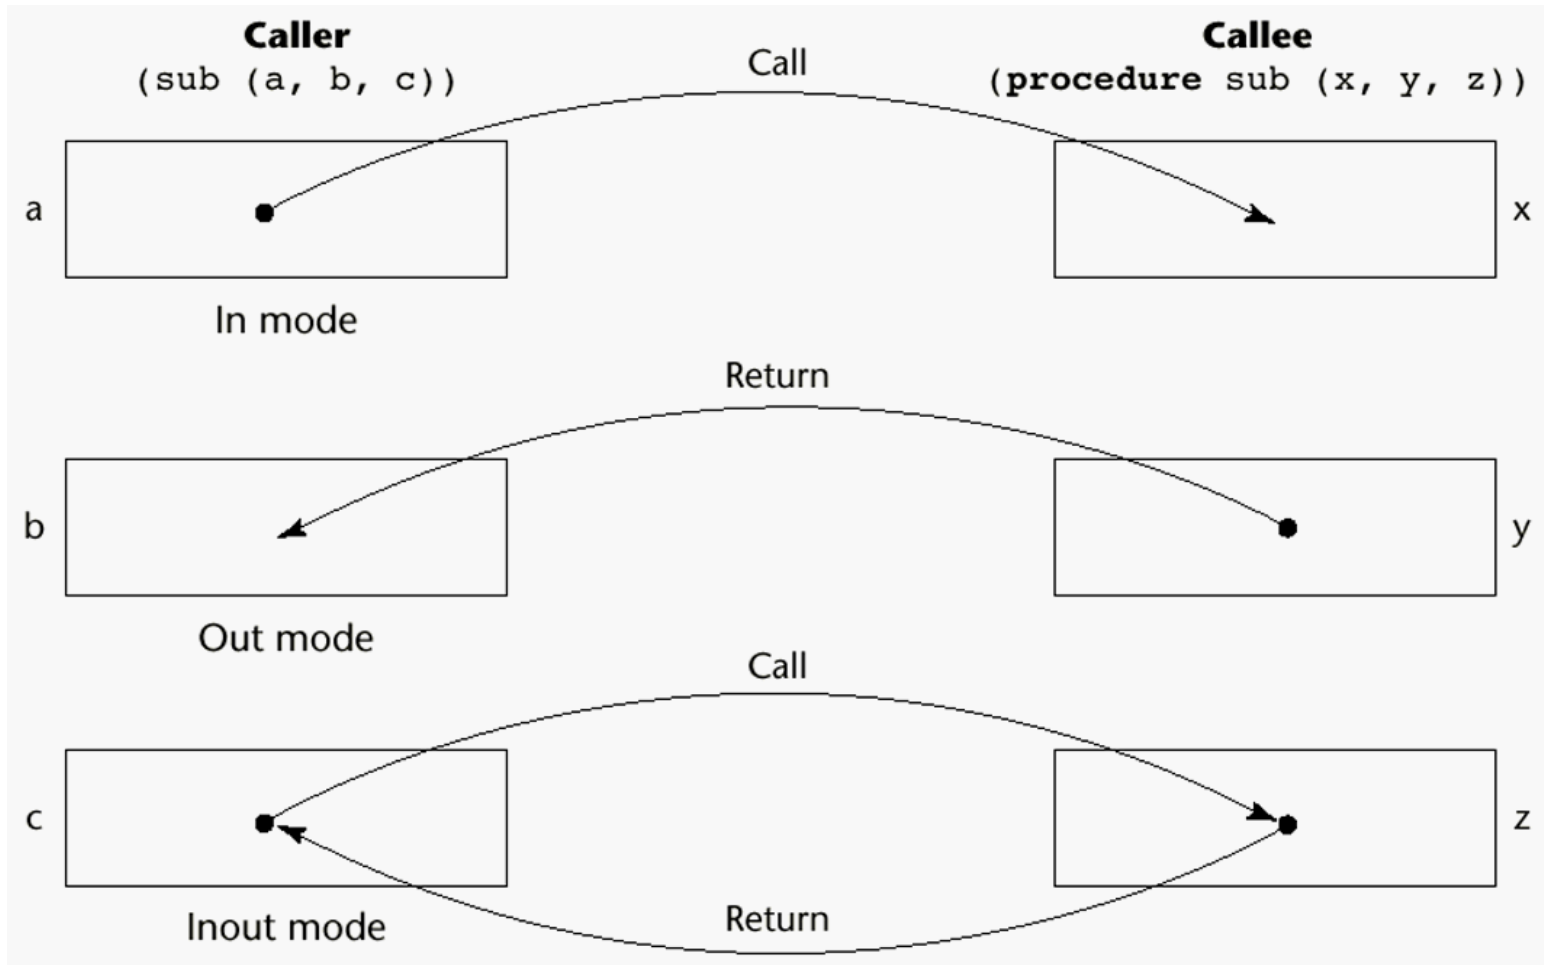 Caller
(sub (a, b, c))
Call
Callee
(procedure sub (x, y, z))
a
x
In mode
Return
b
y
Out mode
Call
c
z
Inout mode
Return